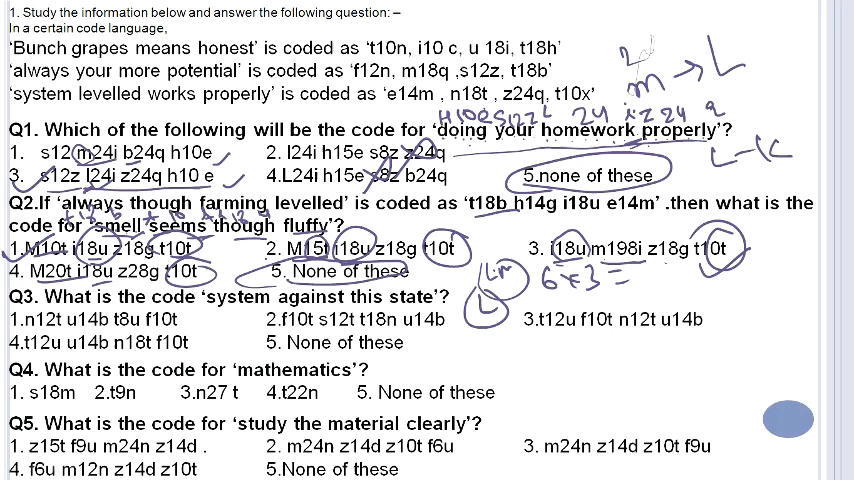 1. Study the information below and answer the following question: –
In a certain code language,
‘Bunch grapes means honest’ is coded as ‘t10n, i10 c, u 18i, t18h’
‘always your more potential’ is coded as ‘f12n, m18q ,s12z, t18b’
‘system levelled works properly’ is coded as ‘e14m , n18t , z24q, t10x’
m → L
H10e S12Z L 24 i z 24 q
Q1. Which of the following will be the code for ‘doing your homework properly’?
1. s12 m24i b24q h10e
2. l24i h15e s8z z24q
3. s12z l24i z24q h10 e
4.L24i h15e s8z b24q
5.none of these
Q2.If ‘always though farming levelled’ is coded as ‘t18b h14g i18u e14m’ .then what is the
code for ‘smell seems though fluffy’?
1.M10t i18u z18g t10t
2. M15t i18u z18g t10t
3. i18u m198i z18g t10t
4. M20t i18u z28g t10t
5. None of these
6 × 3 =
Q3. What is the code ‘system against this state’?
1.n12t u14b t8u f10t
2.f10t s12t t18n u14b
3.t12u f10t n12t u14b
4.t12u u14b n18t f10t
5. None of these
Q4. What is the code for ‘mathematics’?
1. s18m 2.t9n 3.n27 t 4.t22n 5. None of these
Q5. What is the code for ‘study the material clearly’?
1. z15t f9u m24n z14d .
2. m24n z14d z10t f6u
3. m24n z14d z10t f9u
4. f6u m12n z14d z10t
5.None of these